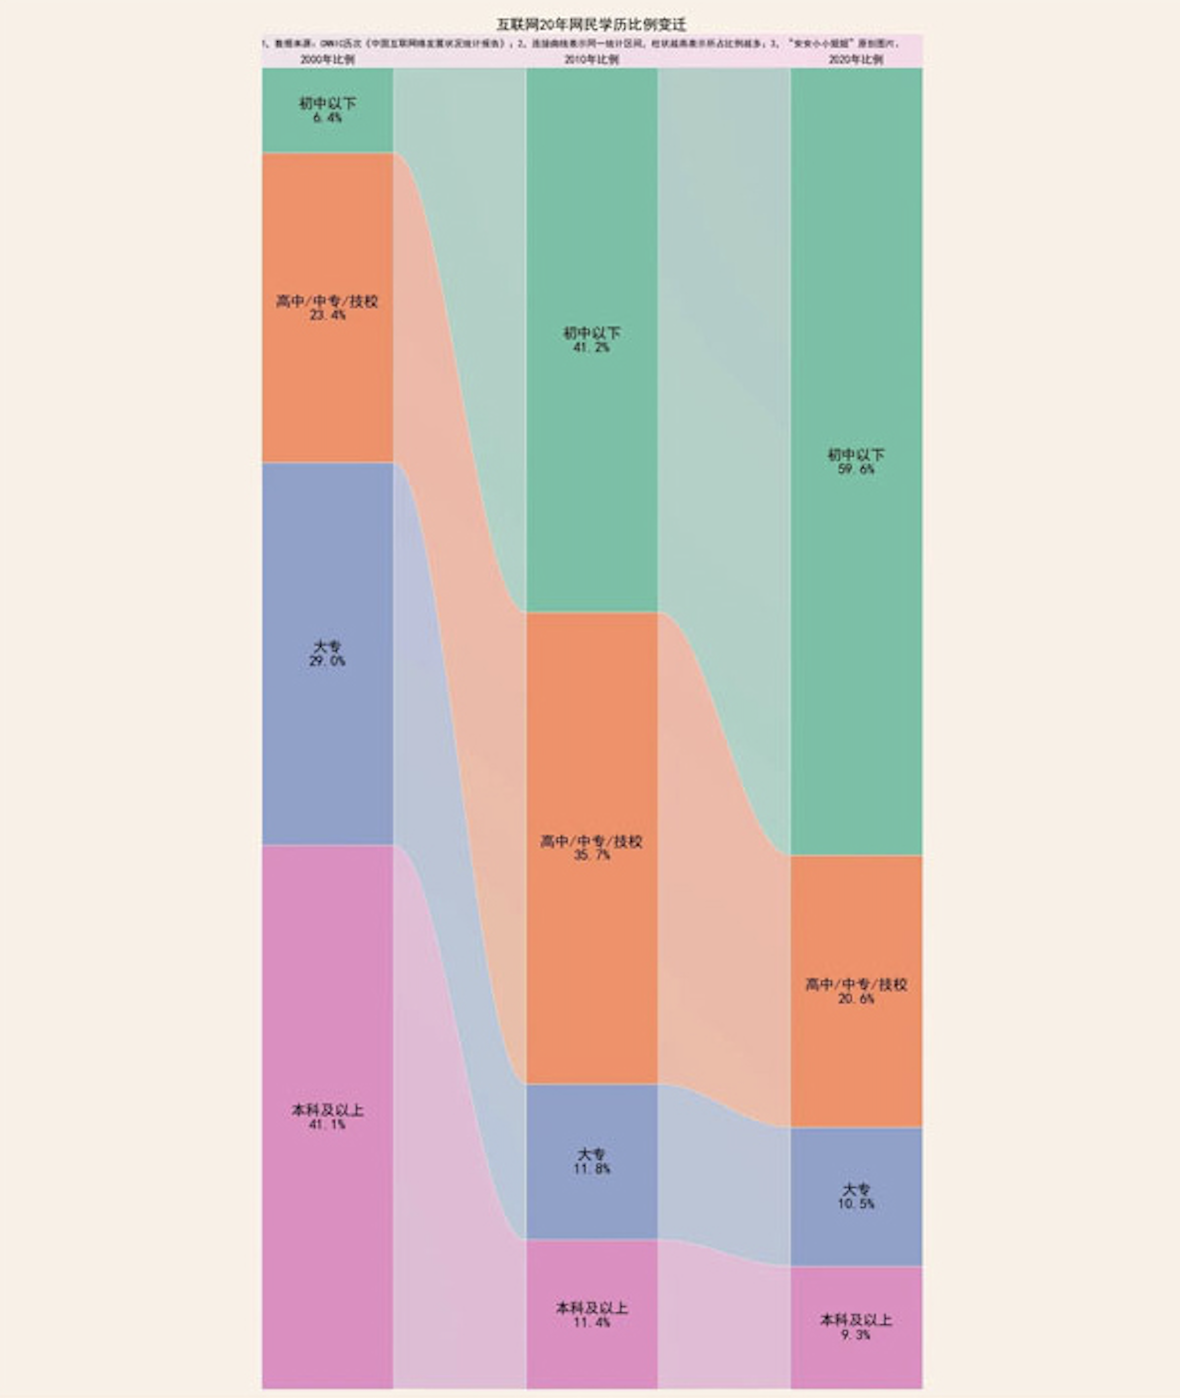 互联网20年网民学历比例变迁
1、数据来源：CNNIC历次《中国互联网络发展状况统计报告》；2、连接曲线表示同一统计区间，柱状越高表示所占比例越多；3、“安安小小姐姐”原创图片。
2000年比例 2010年比例 2020年比例
初中以下
6.4%
高中/中专/技校
23.4%
大专
29.0%
本科及以上
41.1%
初中以下
41.2%
高中/中专/技校
35.7%
大专
11.8%
本科及以上
11.4%
初中以下
59.6%
高中/中专/技校
20.6%
大专
10.5%
本科及以上
9.3%